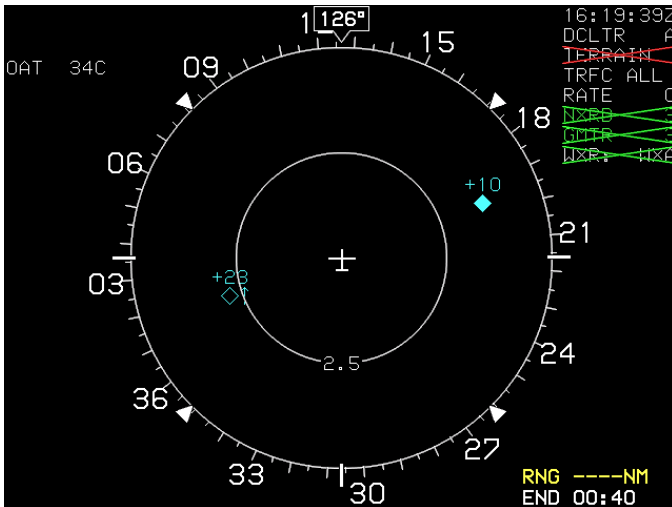 126°
16:19:39Z
DCLTR A
TERRAIN
TRFC ALL
RATE
NXRD
GMTR
WXR. WX
OAT 34C
15
18
21
24
27
30
33
36
03
06
09
+10
+23
2.5
RNG ----NM
END 00:40